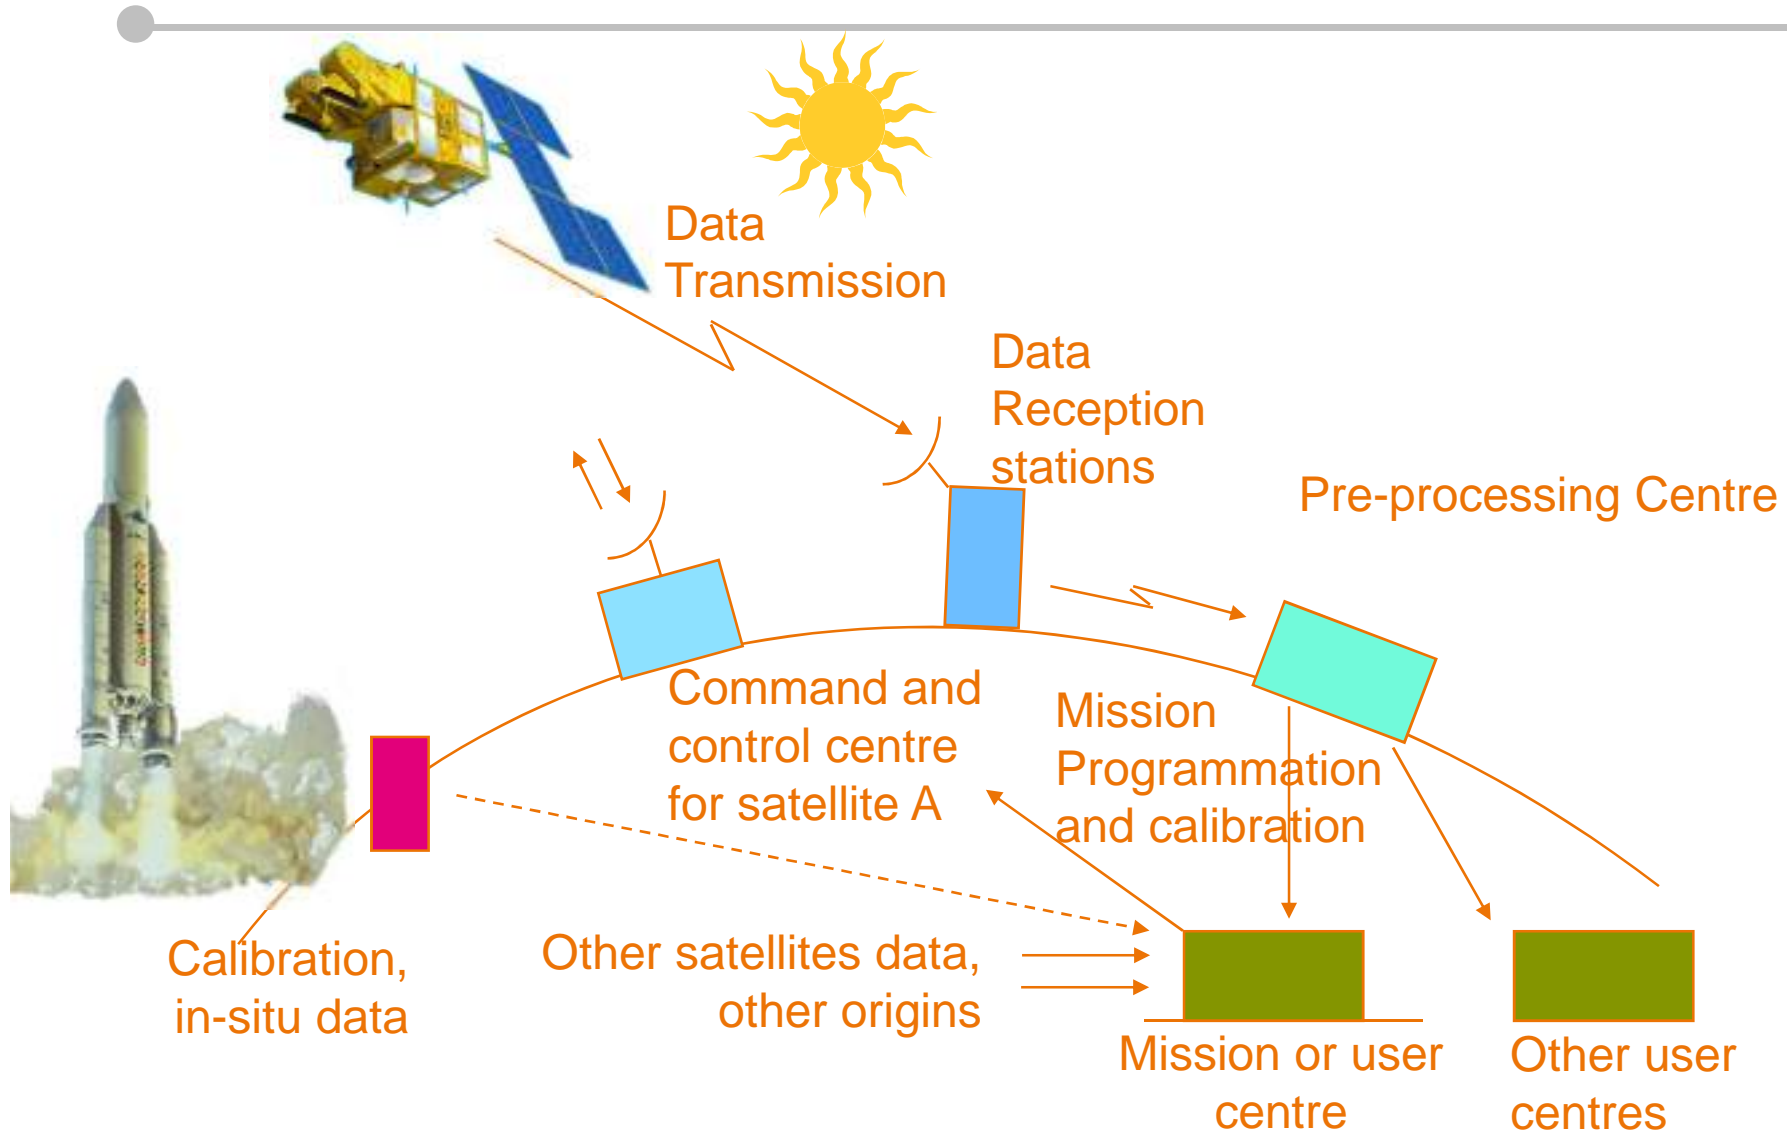 Data
Transmission
Data
Reception
stations
Pre-processing Centre
Command and
control centre
for satellite A
Mission
Programmation
and calibration
Calibration,
in-situ data
Other satellites data,
other origins
Mission or user
centre
Other user
centres